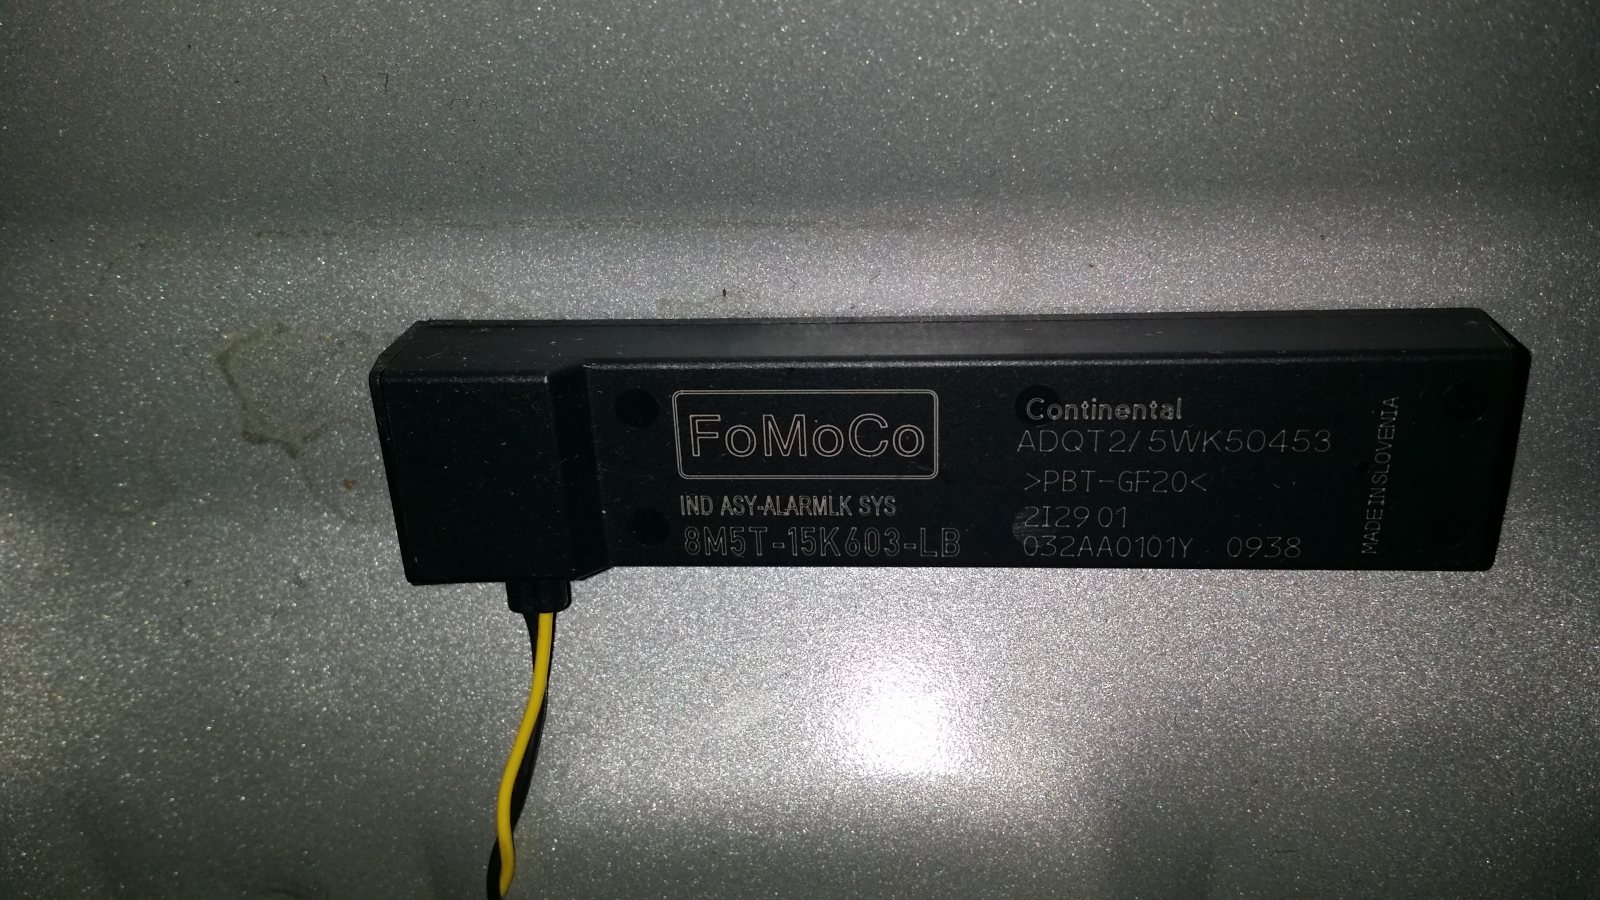 FoMoCo
IND ASY-ALARMLK SYS
8M5T-15K603-LB
Continental
ADQT2/5WK50453
>PBT-GF20<
2I29 01
032AA0101Y 0938
MADE IN SLOVENIA